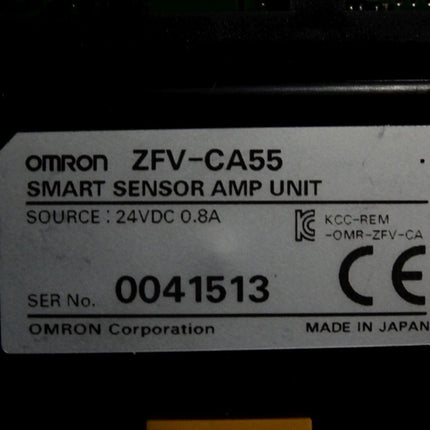 OMRON ZFV-CA55
SMART SENSOR AMP UNIT
SOURCE : 24VDC 0.8A
KCC-REM
-OMR-ZFV-CA
CE
SER No. 0041513
OMRON Corporation MADE IN JAPAN